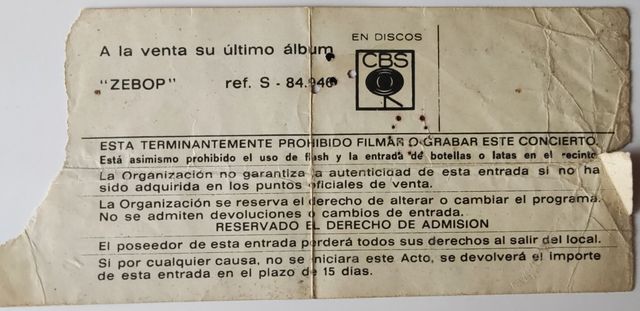 EN DISCOS
A la venta su último álbum
CBS
"ZEBOP" ref. S - 84.946
ESTA TERMINANTEMENTE PROHIBIDO FILMAR O GRABAR ESTE CONCIERTO.
Está asimismo prohibido el uso de flash y la entrada de botellas o latas en el recinto
La Organización no garantiza la autenticidad de esta entrada si no ha
sido adquirida en los puntos oficiales de venta.
La Organización se reserva el derecho de alterar o cambiar el programa.
No se admiten devoluciones o cambios de entrada.
RESERVADO EL DERECHO DE ADMISION
El poseedor de esta entrada perderá todos sus derechos al salir del local.
Si por cualquier causa, no se iniciara este Acto, se devolverá el importe
de esta entrada en el plazo de 15 días.